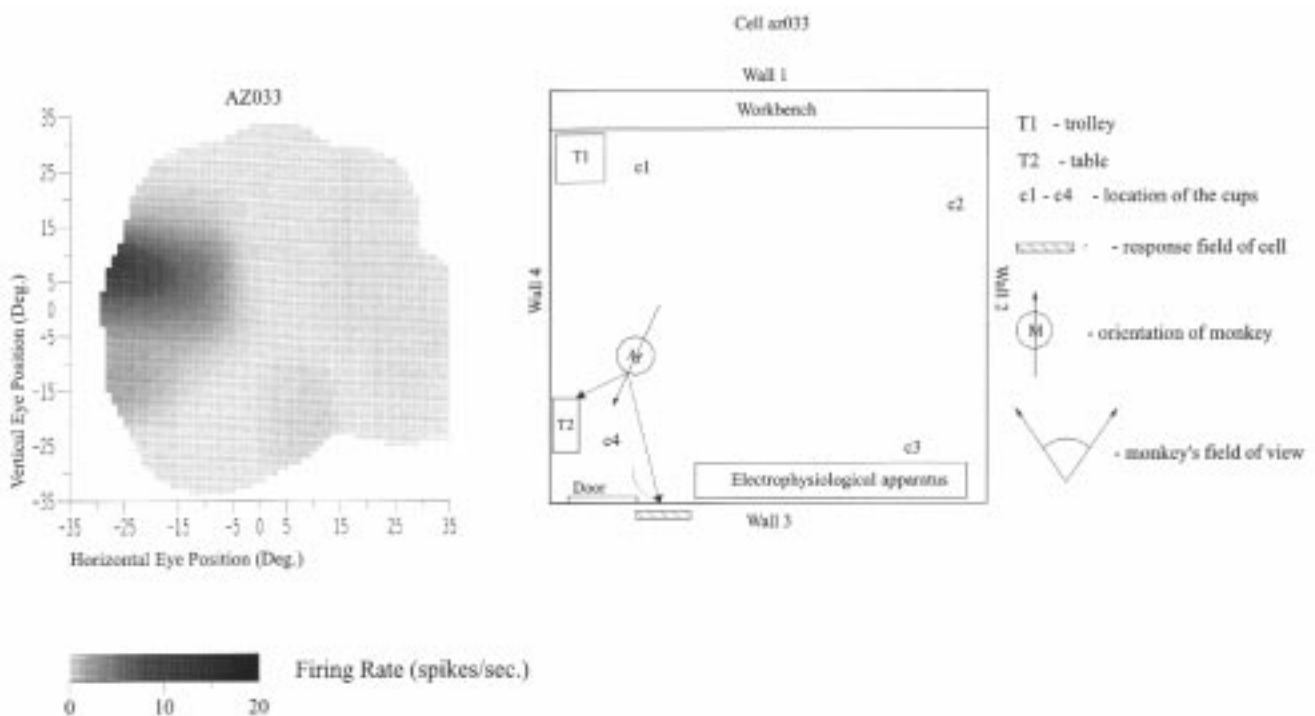 Cell az033
AZ033
35
25
15
5
0
-5
-15
-25
-35
Vertical Eye Position (Deg.)
-35 -25 -15 -5 0 5 15 25 35
Horizontal Eye Position (Deg.)
0 10 20
Firing Rate (spikes/sec.)
Wall 1
Workbench
T1
c1
c2
Wall 4
Wall 2
T2
c4
c3
Electrophysiological apparatus
Door
Wall 3
T1 - trolley
T2 - table
c1 - c4 - location of the cups
- response field of cell
M - orientation of monkey
- monkey's field of view